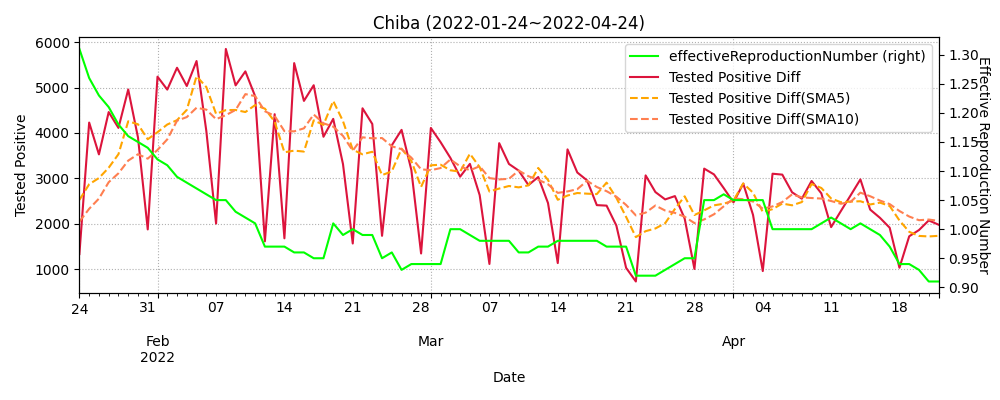 Chiba (2022-01-24~2022-04-24)
effectiveReproductionNumber (right)
Tested Positive Diff
Tested Positive Diff(SMA5)
Tested Positive Diff(SMA10)
Tested Positive
6000
5000
4000
3000
2000
1000
Effective Reproduction Number
1.30
1.25
1.20
1.15
1.10
1.05
1.00
0.95
0.90
24 31 07 14 21 28 07 14 21 28 04 11 18
Feb Mar Apr
2022
Date